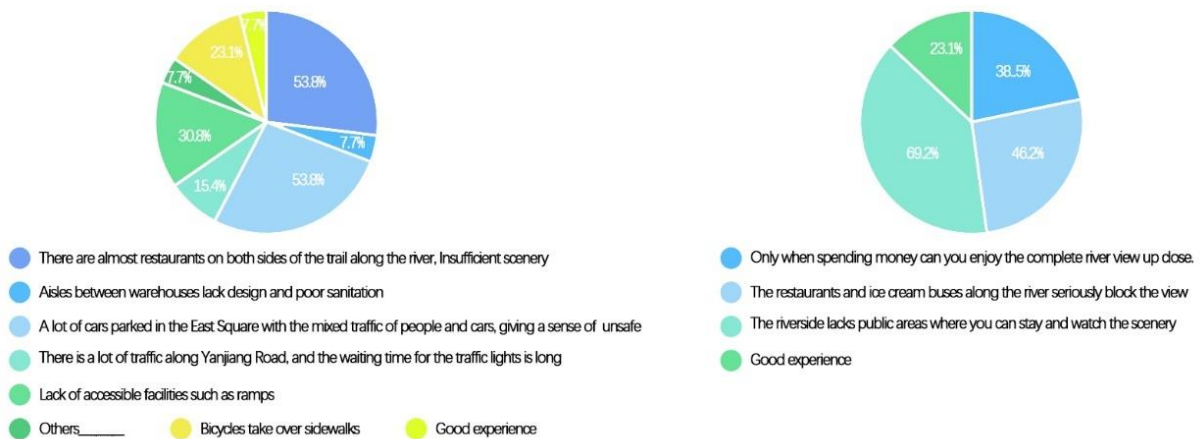 7.7%
23.1%
7.7%
53.8%
30.8%
7.7%
15.4%
53.8%
23.1%
38.5%
69.2%
46.2%
There are almost restaurants on both sides of the trail along the river, Insufficient scenery
Aisles between warehouses lack design and poor sanitation
A lot of cars parked in the East Square with the mixed traffic of people and cars, giving a sense of unsafe
There is a lot of traffic along Yanjiang Road, and the waiting time for the traffic lights is long
Lack of accessible facilities such as ramps
Others______ Bicycles take over sidewalks Good experience
Only when spending money can you enjoy the complete river view up close.
The restaurants and ice cream buses along the river seriously block the view
The riverside lacks public areas where you can stay and watch the scenery
Good experience